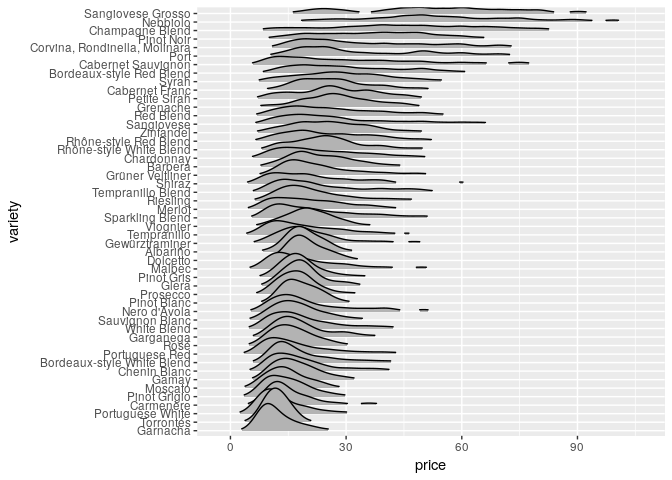 Sangiovese Grosso
Nebbiolo
Champagne Blend
Pinot Noir
Corvina, Rondinella, Molinara
Port
Cabernet Sauvignon
Bordeaux-style Red Blend
Syrah
Cabernet Franc
Petite Sirah
Grenache
Red Blend
Sangiovese
Zinfandel
Rhône-style Red Blend
Rhône-style White Blend
Chardonnay
Barbera
Grüner Veltliner
Shiraz
Tempranillo Blend
Riesling
Merlot
Sparkling Blend
Viognier
Tempranillo
Gewürztraminer
Albariño
Dolcetto
Malbec
Pinot Gris
Glera
Prosecco
Pinot Blanc
Nero d'Avola
Sauvignon Blanc
White Blend
Garganega
Rosé
Portuguese Red
Bordeaux-style White Blend
Chenin Blanc
Gamay
Moscato
Pinot Grigio
Carmenère
Portuguese White
Torrontés
Garnacha
variety
0 30 60 90
price